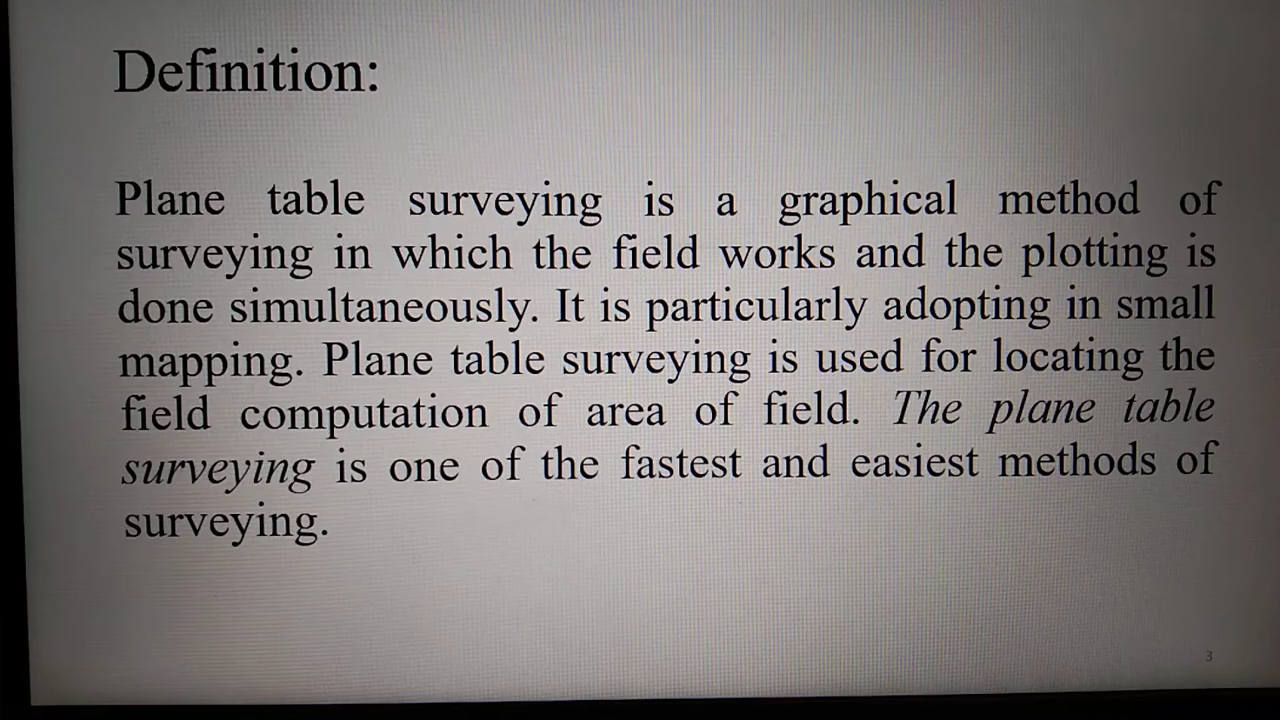 Definition:
Plane table surveying is a graphical method of
surveying in which the field works and the plotting is
done simultaneously. It is particularly adopting in small
mapping. Plane table surveying is used for locating the
field computation of area of field. The plane table
surveying is one of the fastest and easiest methods of
surveying.
3